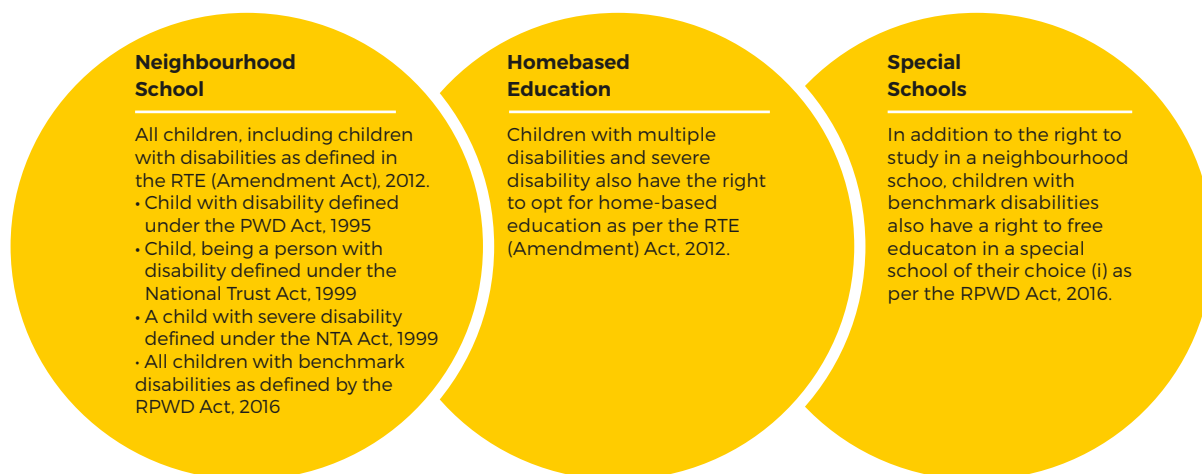 Neighbourhood
School
All children, including children
with disabilities as defined in
the RTE (Amendment Act), 2012.
• Child with disability defined
under the PWD Act, 1995
• Child, being a person with
disability defined under the
National Trust Act, 1999
• A child with severe disability
defined under the NTA Act, 1999
• All children with benchmark
disabilities as defined by the
RPWD Act, 2016
Homebased
Education
Children with multiple
disabilities and severe
disability also have the right
to opt for home-based
education as per the RTE
(Amendment) Act, 2012.
Special
Schools
In addition to the right to
study in a neighbourhood
schoo, children with
benchmark disabilities
also have a right to free
educaton in a special
school of their choice (i) as
per the RPWD Act, 2016.